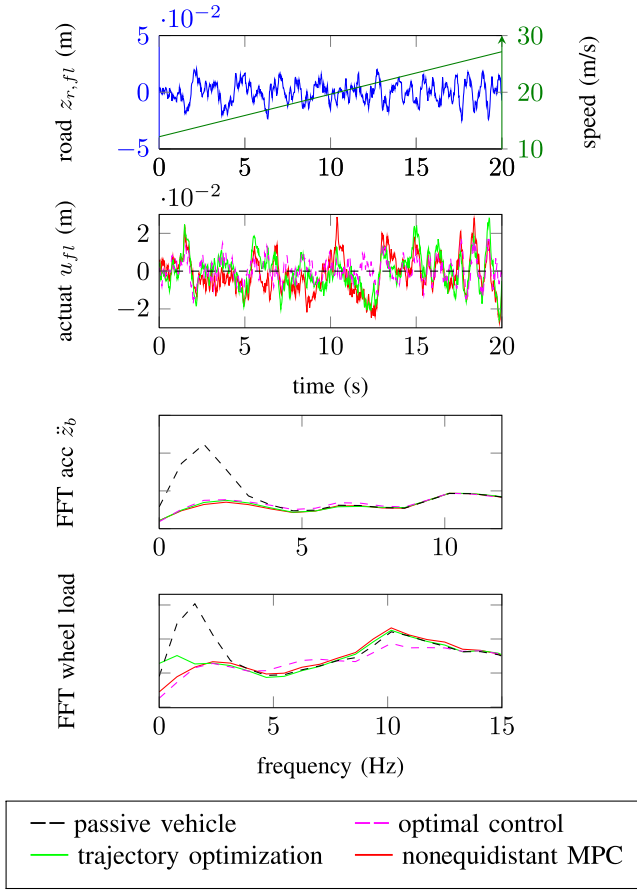 ·10⁻²
road z_{r,fl} (m)
5
0
−5
30
20
10
speed (m/s)
0 5 10 15 20
·10⁻²
actuat u_{fl} (m)
2
0
−2
0 5 10 15 20
time (s)
FFT acc z̈_b
0 5 10
FFT wheel load
0 5 10 15
frequency (Hz)
passive vehicle optimal control
trajectory optimization nonequidistant MPC